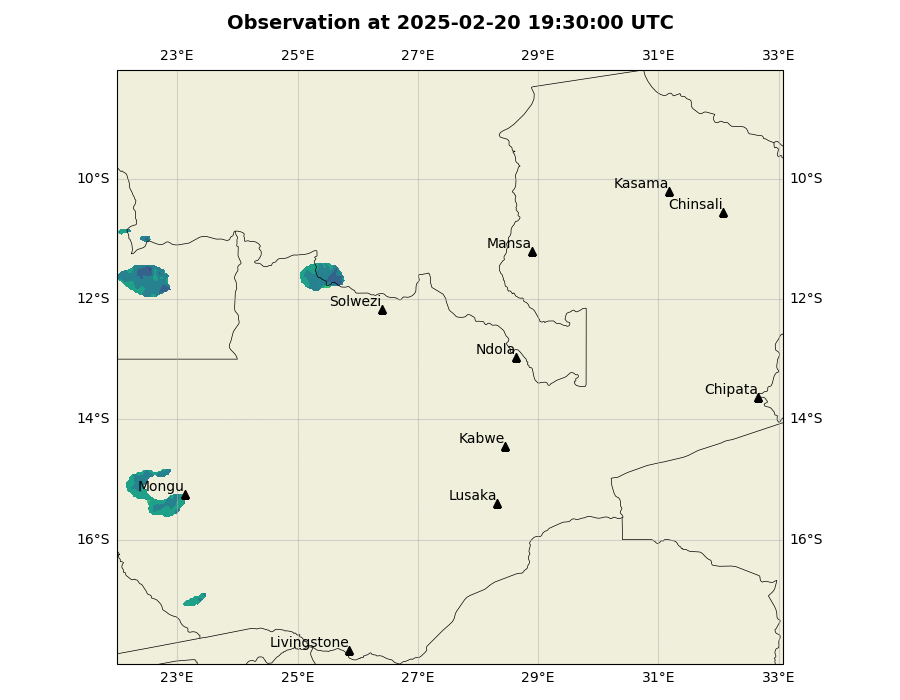 Observation at 2025-02-20 19:30:00 UTC
23°E 25°E 27°E 29°E 31°E 33°E
10°S 10°S
Kasama
Chinsali
Mansa
12°S 12°S
Solwezi
Ndola
Chipata
14°S 14°S
Kabwe
Mongu
Lusaka
16°S 16°S
Livingstone
23°E 25°E 27°E 29°E 31°E 33°E